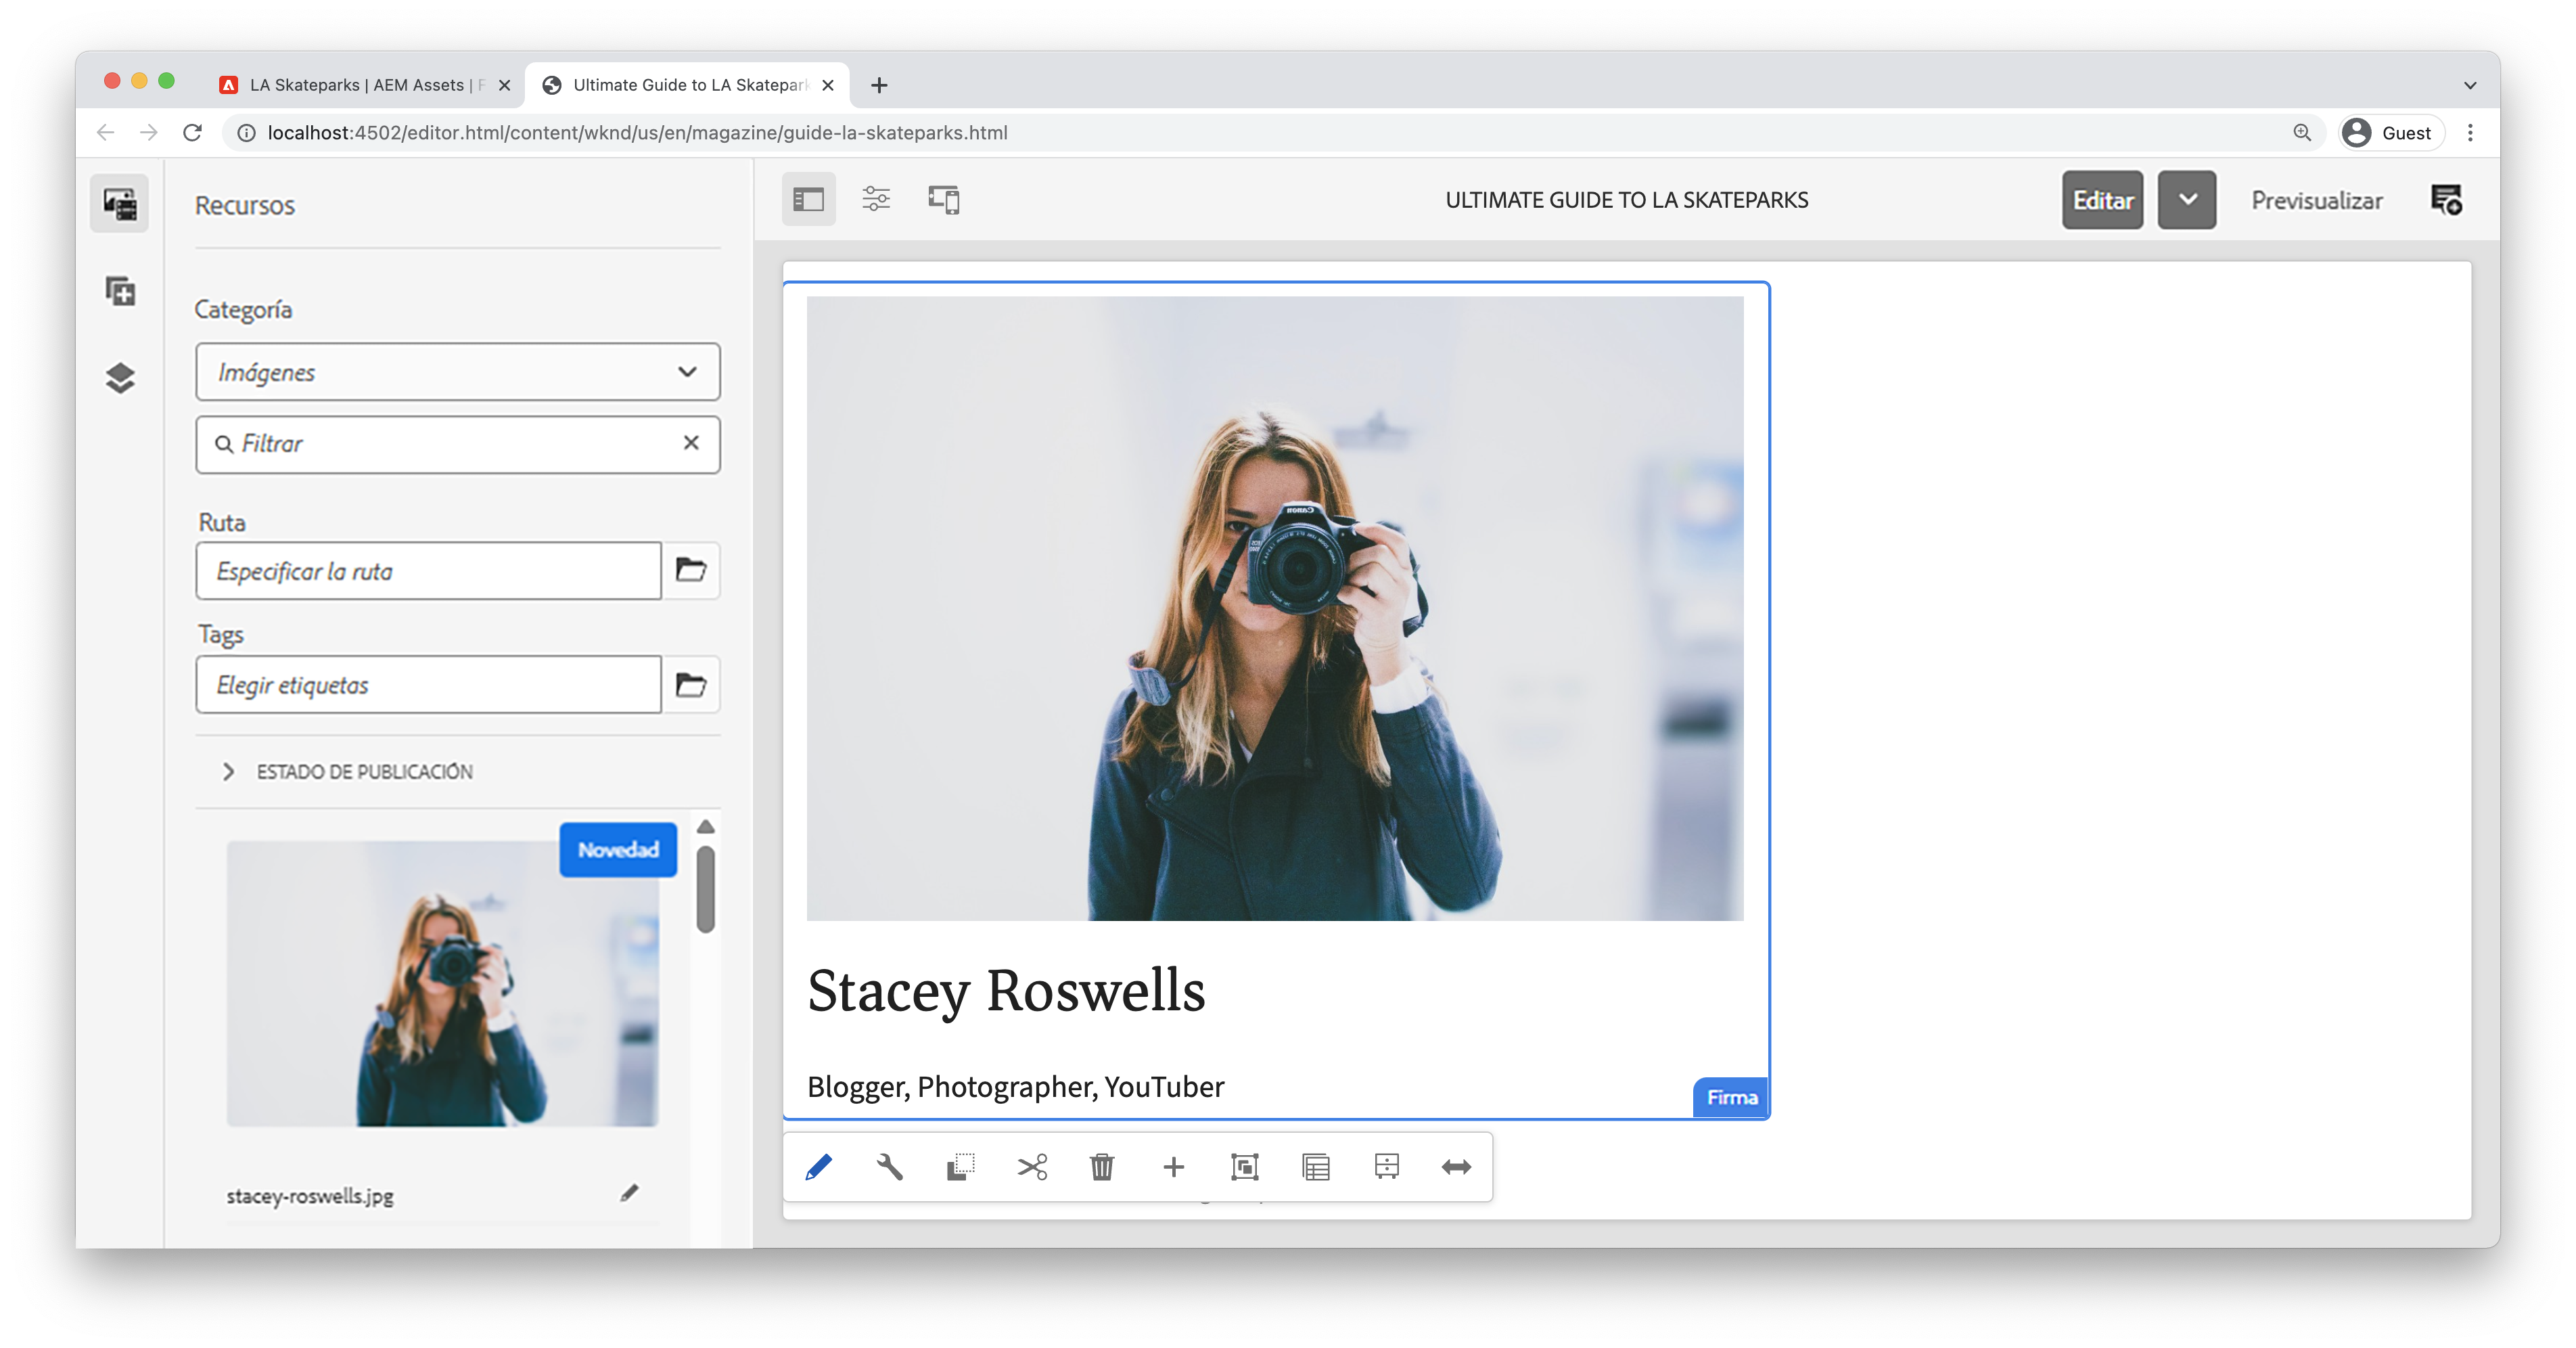 LA Skateparks | AEM Assets |
Ultimate Guide to LA Skatepark
localhost:4502/editor.html/content/wknd/us/en/magazine/guide-la-skateparks.html
Guest
Recursos
ULTIMATE GUIDE TO LA SKATEPARKS
Editar
Previsualizar
Categoría
Imágenes
Filtrar
Ruta
Especificar la ruta
Tags
Elegir etiquetas
ESTADO DE PUBLICACIÓN
Novedad
stacey-roswells.jpg
Canon
Stacey Roswells
Blogger, Photographer, YouTuber
Firma